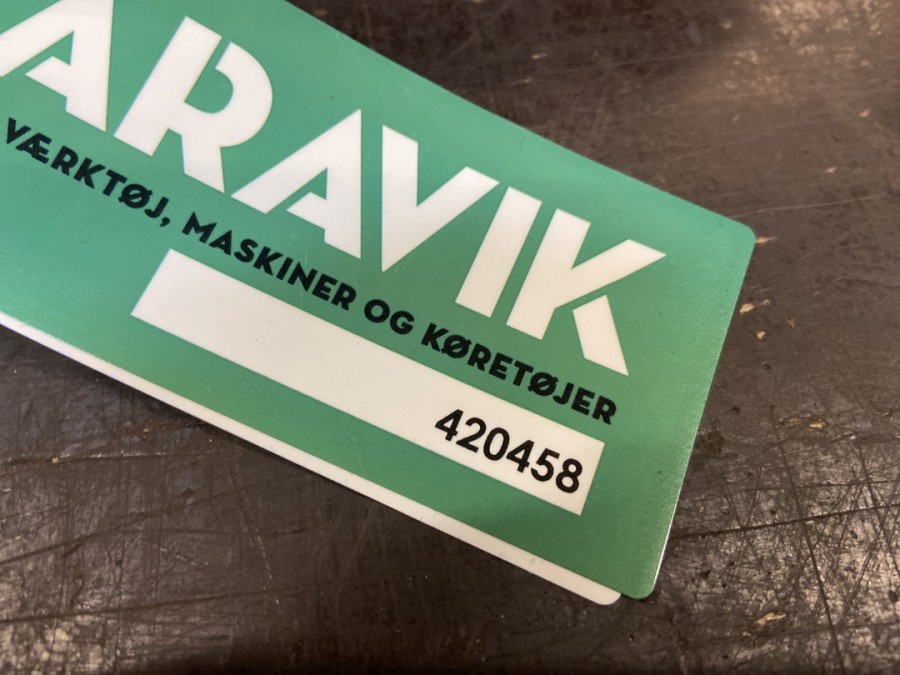 ARAVIK
VÆRKTØJ, MASKINER OG KØRETØJER
420458